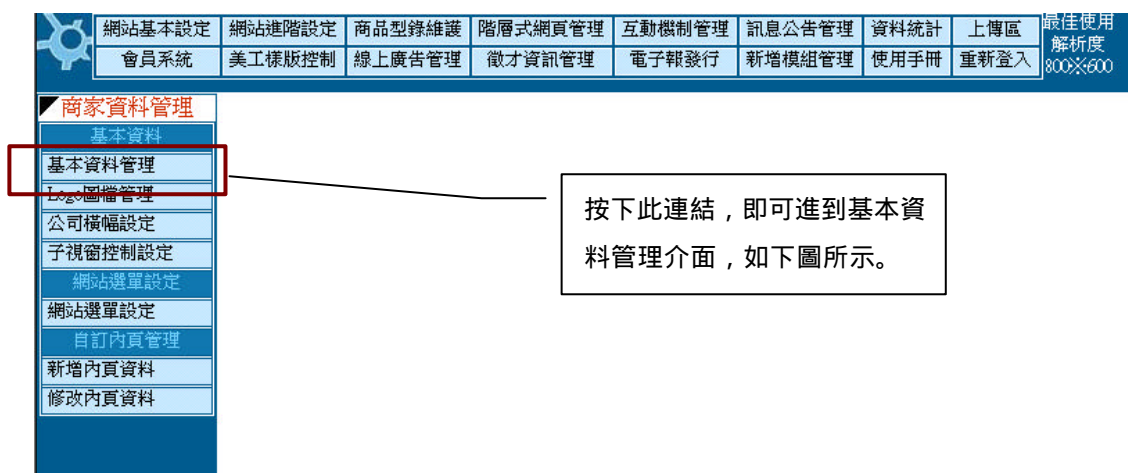 網站基本設定 網站進階設定 商品型錄維護 階層式網頁管理 互動機制管理 訊息公告管理 資料統計 上傳區
會員系統 美工樣版控制 線上廣告管理 徵才資訊管理 電子報發行 新增模組管理 使用手冊 重新登入
最佳使用
解析度
800※600
商家資料管理
基本資料
基本資料管理
Logo圖檔管理
公司橫幅設定
子視窗控制設定
網站選單設定
網站選單設定
自訂內頁管理
新增內頁資料
修改內頁資料
按下此連結，即可進到基本資
料管理介面，如下圖所示。